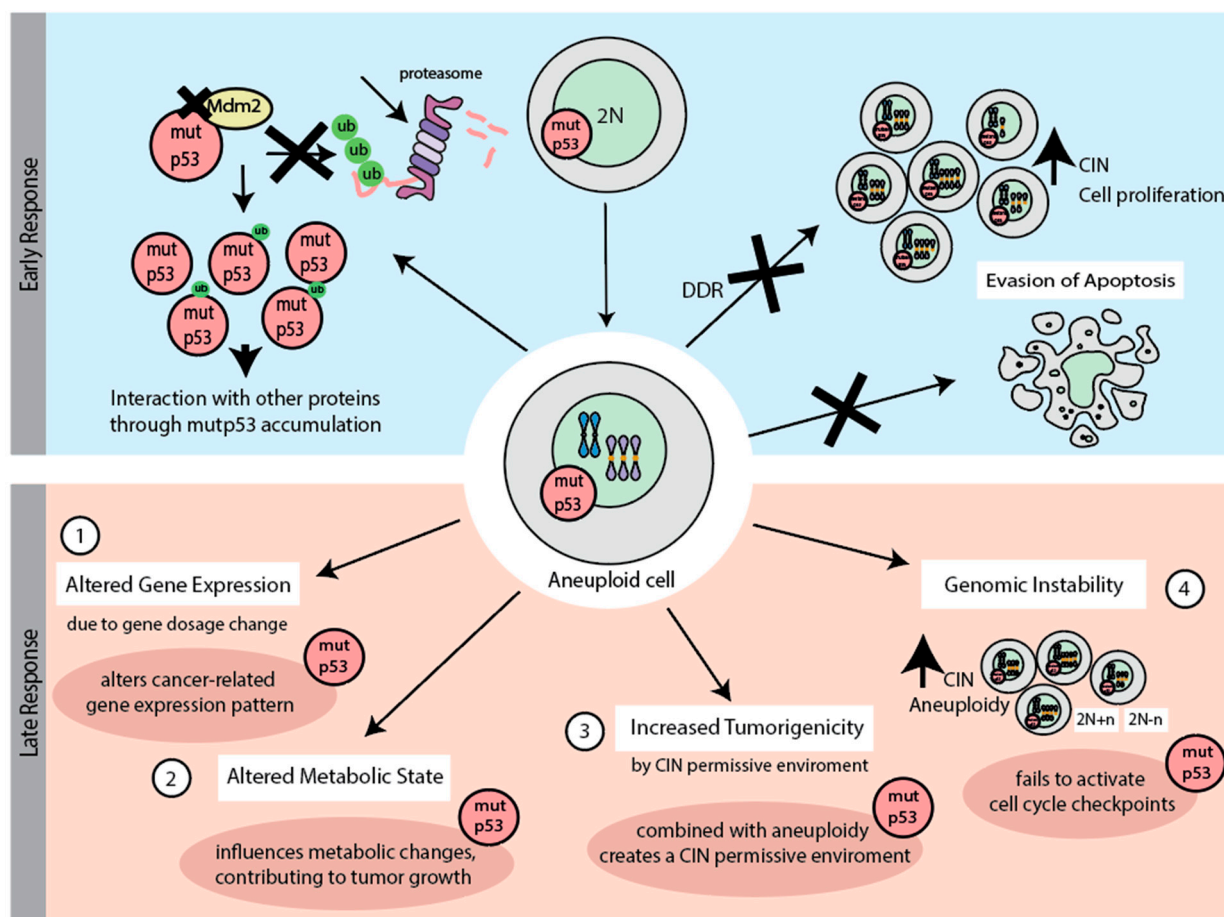 Early Response
Mdm2
mut
p53
ub
ub
ub
proteasome
2N
mut
p53
CIN
Cell proliferation
DDR
Evasion of Apoptosis
mut
p53
mut
p53
ub
mut
p53
ub
mut
p53
ub
mut
p53
Interaction with other proteins
through mutp53 accumulation
mut
p53
Aneuploid cell
Late Response
1
Altered Gene Expression
due to gene dosage change
mut
p53
alters cancer-related
gene expression pattern
2
Altered Metabolic State
mut
p53
influences metabolic changes,
contributing to tumor growth
3
Increased Tumorigenicity
by CIN permissive enviroment
mut
p53
combined with aneuploidy
creates a CIN permissive enviroment
Genomic Instability
4
CIN
Aneuploidy
2N+n
2N-n
mut
p53
fails to activate
cell cycle checkpoints